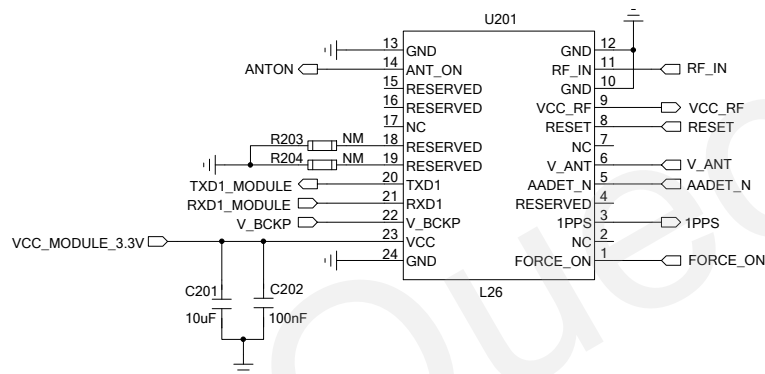 U201
13 GND GND 12
ANTON 14 ANT_ON RF_IN 11 RF_IN
15 RESERVED GND 10
16 RESERVED VCC_RF 9 VCC_RF
17 NC RESET 8 RESET
R203 NM 18 RESERVED NC 7
R204 NM 19 RESERVED V_ANT 6 V_ANT
TXD1_MODULE 20 TXD1 AADET_N 5 AADET_N
RXD1_MODULE 21 RXD1 RESERVED 4
V_BCKP 22 V_BCKP 1PPS 3 1PPS
VCC_MODULE_3.3V 23 VCC NC 2
24 GND FORCE_ON 1 FORCE_ON
L26
C201 C202
10uF 100nF